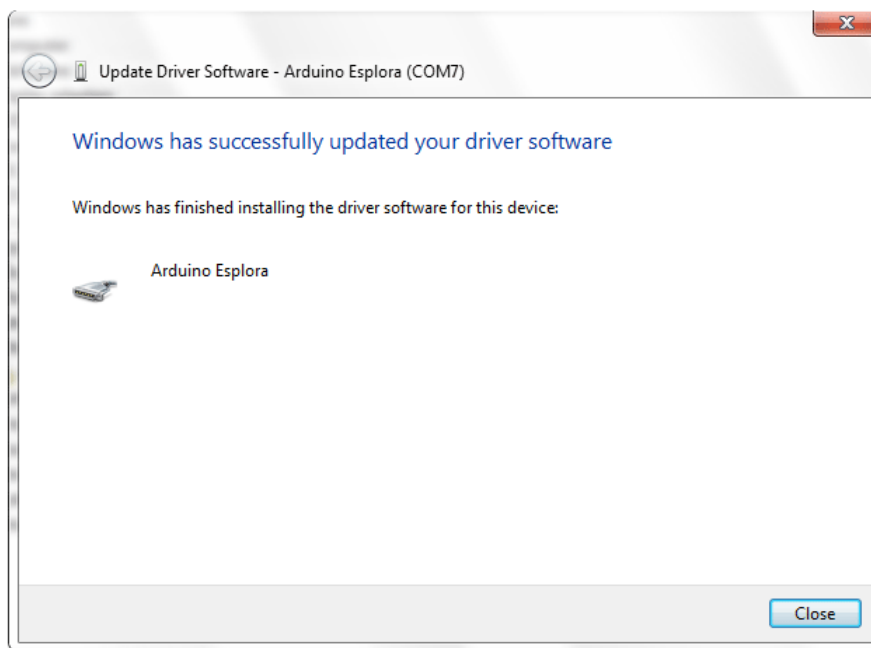 Update Driver Software - Arduino Esplora (COM7)
Windows has successfully updated your driver software
Windows has finished installing the driver software for this device:
Arduino Esplora
Close